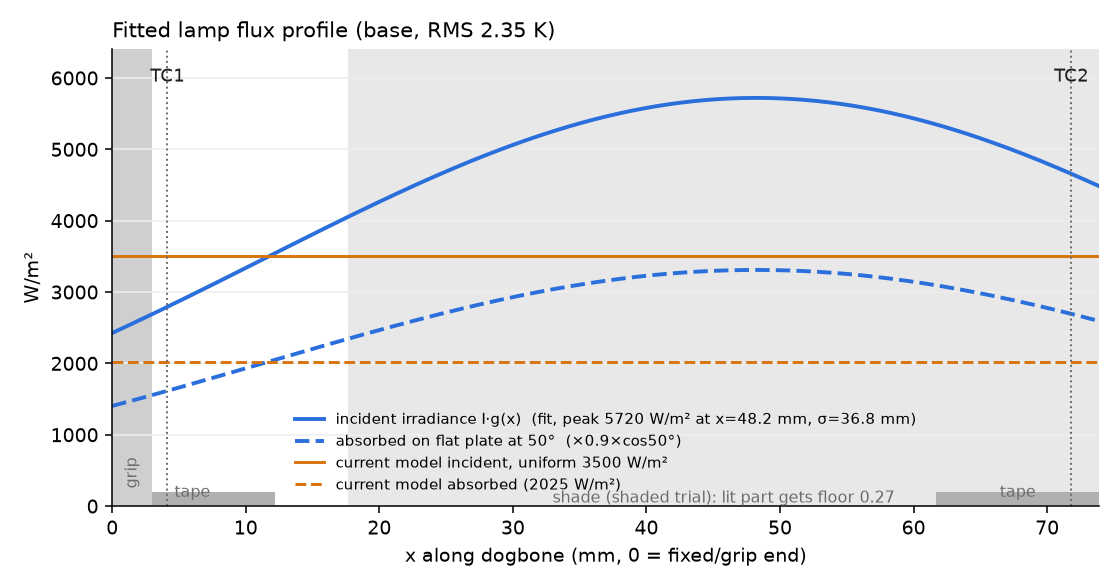 Fitted lamp flux profile (base, RMS 2.35 K)
TC1
TC2
6000
5000
4000
3000
2000
1000
0
W/m²
incident irradiance I·g(x)  (fit, peak 5720 W/m² at x=48.2 mm, σ=36.8 mm)
absorbed on flat plate at 50°  (×0.9×cos50°)
current model incident, uniform 3500 W/m²
current model absorbed (2025 W/m²)
grip
tape
shade (shaded trial): lit part gets floor 0.27
tape
0 10 20 30 40 50 60 70
x along dogbone (mm, 0 = fixed/grip end)